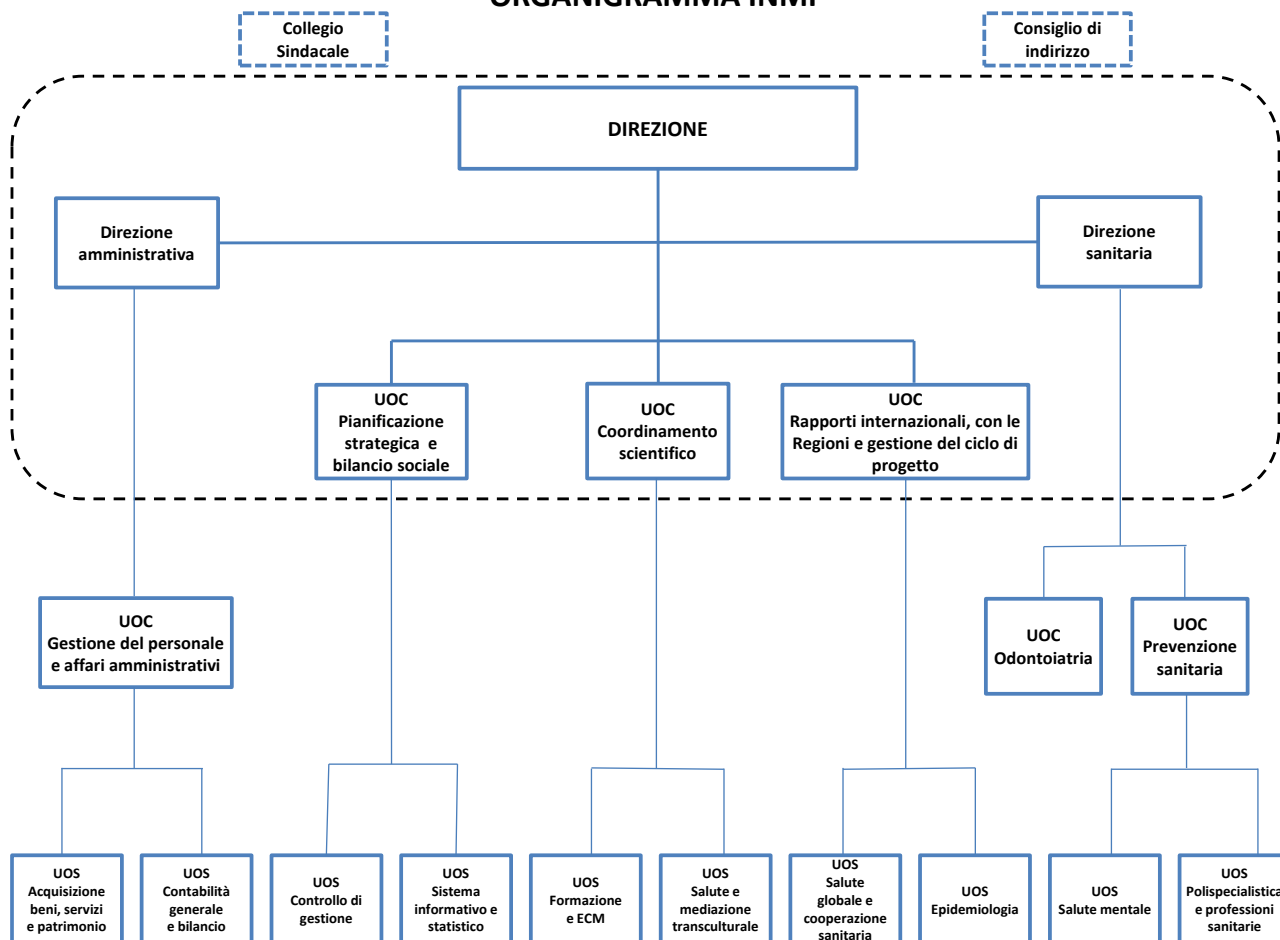 ORGANIGRAMMA INMP
Collegio
Sindacale
Consiglio di
indirizzo
DIREZIONE
Direzione
amministrativa
Direzione
sanitaria
UOC
Pianificazione
strategica e
bilancio sociale
UOC
Coordinamento
scientifico
UOC
Rapporti internazionali, con le
Regioni e gestione del ciclo di
progetto
UOC
Gestione del personale
e affari amministrativi
UOC
Odontoiatria
UOC
Prevenzione
sanitaria
UOS
Acquisizione
beni, servizi
e patrimonio
UOS
Contabilità
generale
e bilancio
UOS
Controllo di
gestione
UOS
Sistema
informativo e
statistico
UOS
Formazione
e ECM
UOS
Salute e
mediazione
transculturale
UOS
Salute
globale e
cooperazione
sanitaria
UOS
Epidemiologia
UOS
Salute mentale
UOS
Polispecialistica
e professioni
sanitarie